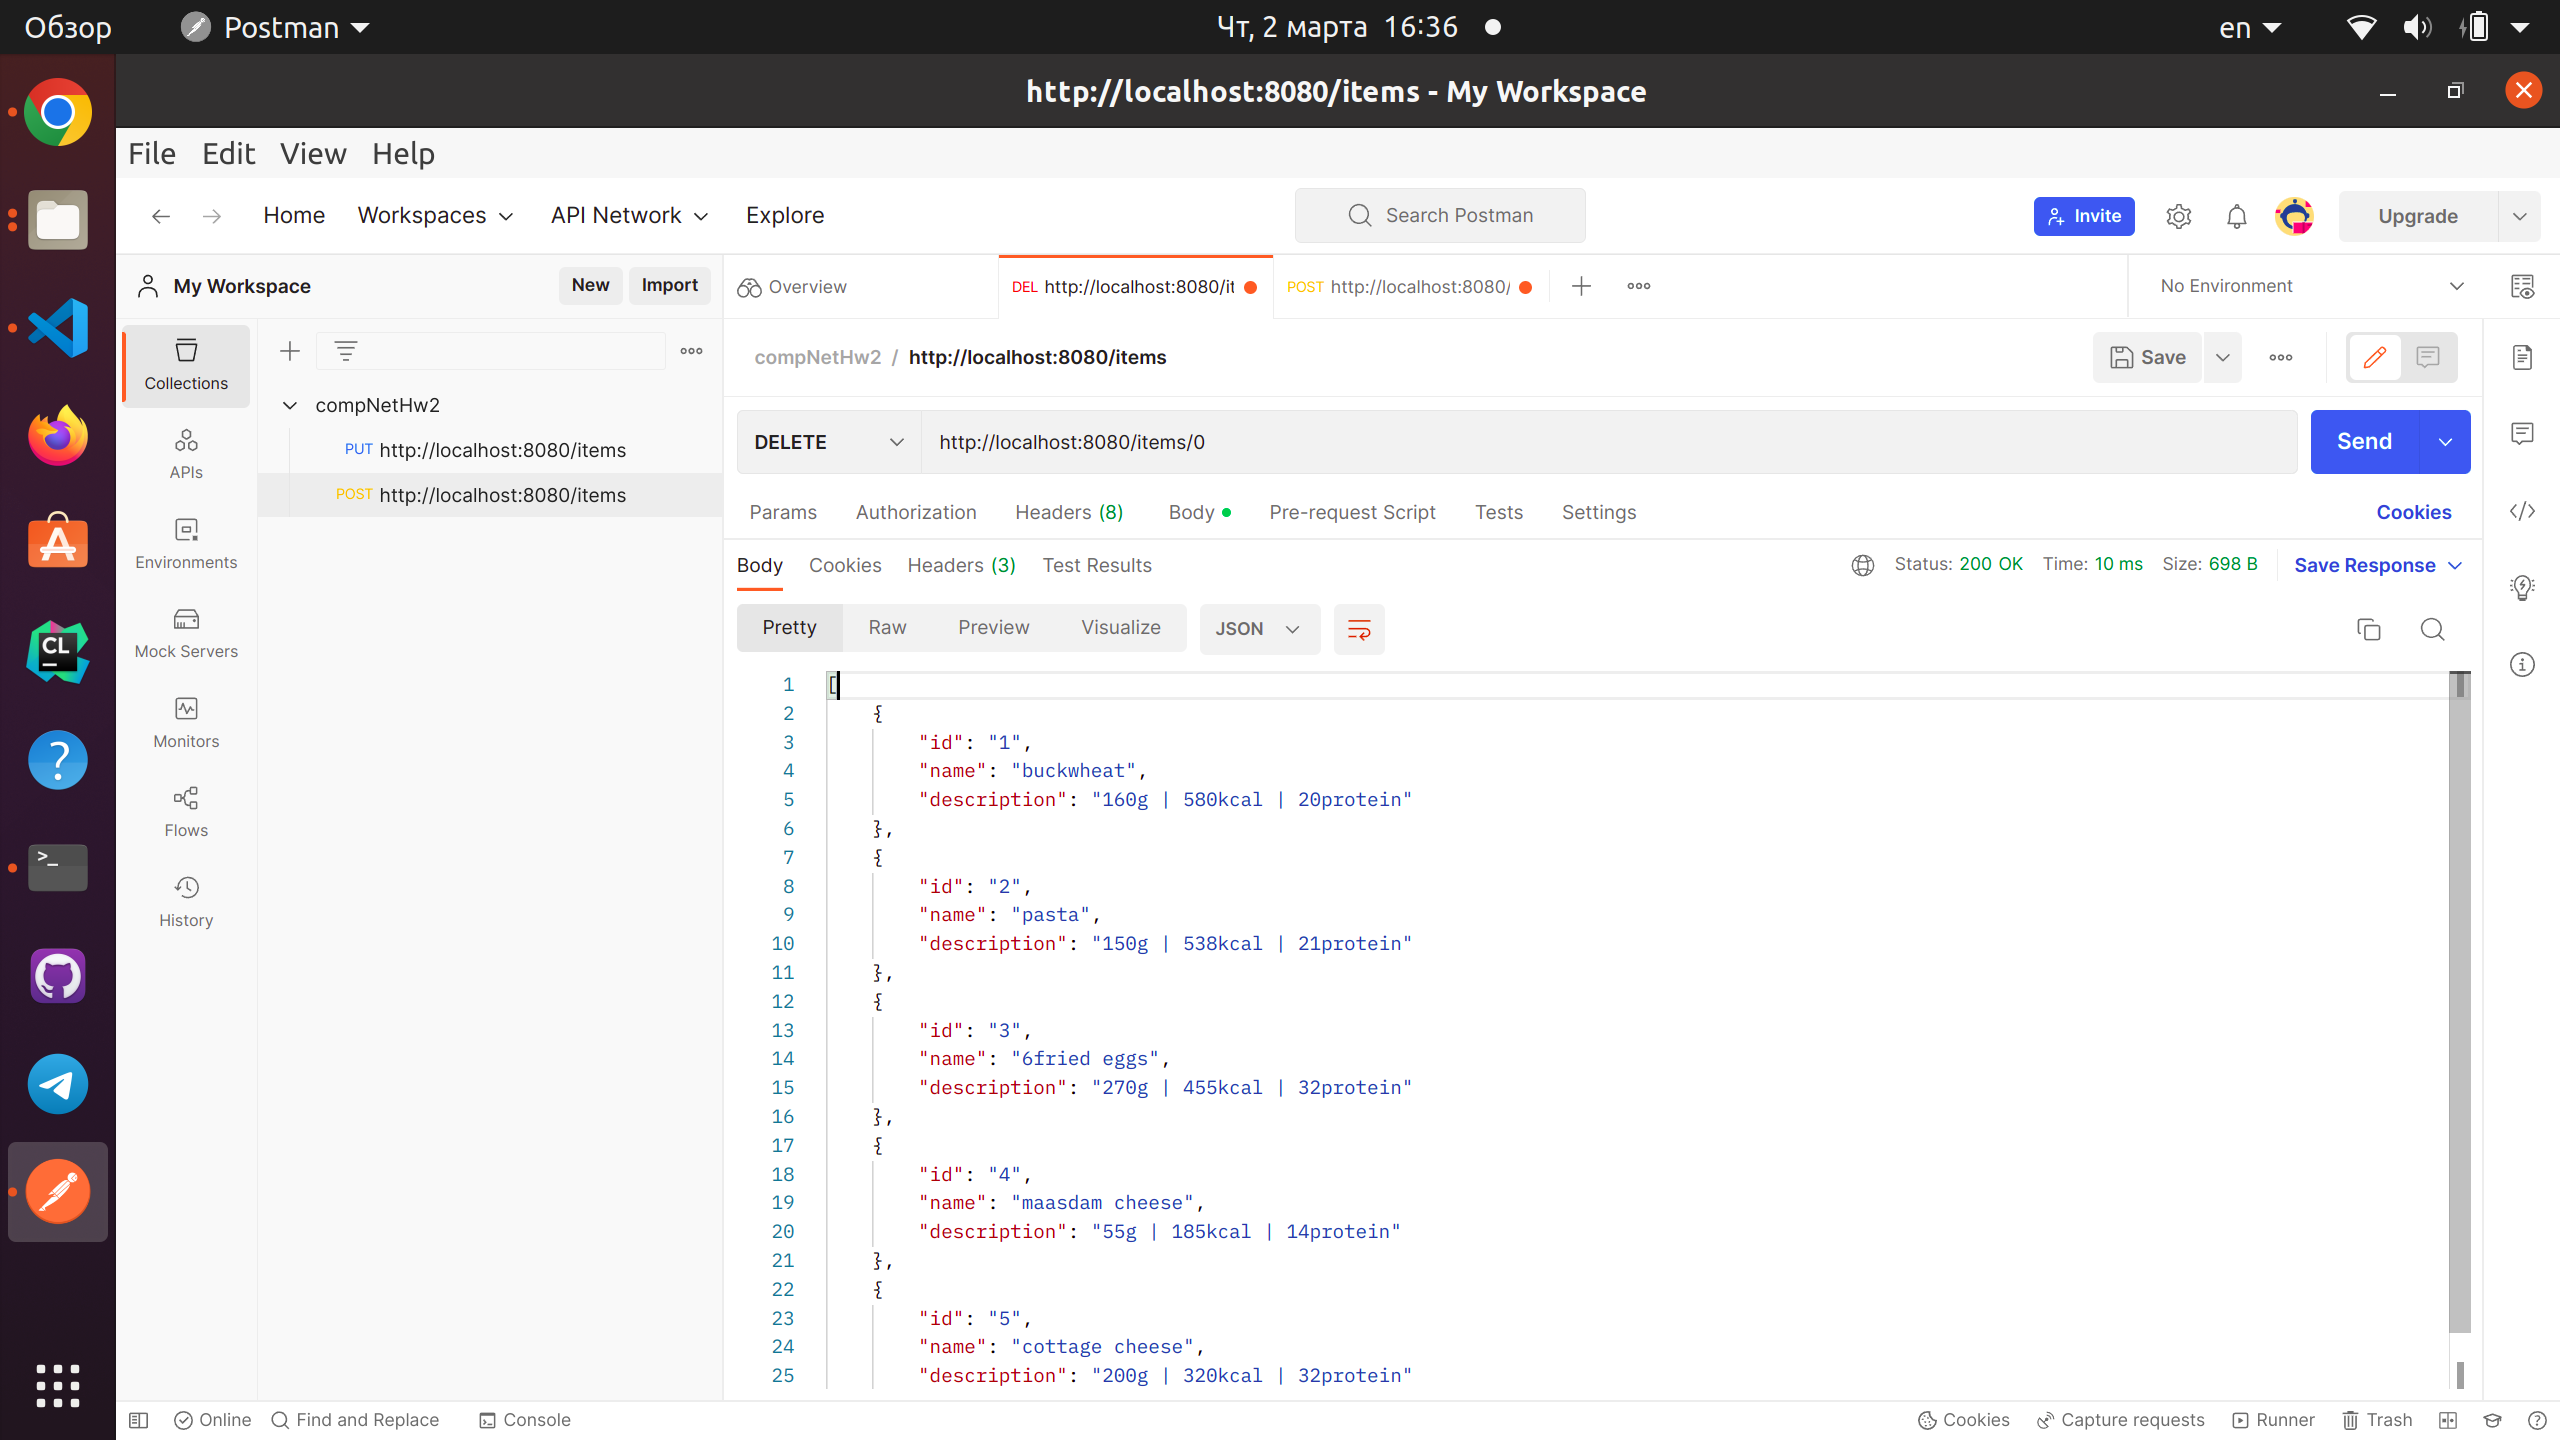 Обзор Postman Чт, 2 марта 16:36 en
http://localhost:8080/items - My Workspace
File Edit View Help
Home Workspaces API Network Explore Search Postman Invite Upgrade
My Workspace New Import Overview DEL http://localhost:8080/it POST http://localhost:8080/ No Environment
Collections
APIs
Environments
Mock Servers
Monitors
Flows
History
compNetHw2
PUT http://localhost:8080/items
POST http://localhost:8080/items
compNetHw2 / http://localhost:8080/items Save
DELETE http://localhost:8080/items/0 Send
Params Authorization Headers (8) Body Pre-request Script Tests Settings Cookies
Body Cookies Headers (3) Test Results Status: 200 OK Time: 10 ms Size: 698 B Save Response
Pretty Raw Preview Visualize JSON
1 [
2 {
3 "id": "1",
4 "name": "buckwheat",
5 "description": "160g | 580kcal | 20protein"
6 },
7 {
8 "id": "2",
9 "name": "pasta",
10 "description": "150g | 538kcal | 21protein"
11 },
12 {
13 "id": "3",
14 "name": "6fried eggs",
15 "description": "270g | 455kcal | 32protein"
16 },
17 {
18 "id": "4",
19 "name": "maasdam cheese",
20 "description": "55g | 185kcal | 14protein"
21 },
22 {
23 "id": "5",
24 "name": "cottage cheese",
25 "description": "200g | 320kcal | 32protein"
CL
Online Find and Replace Console Cookies Capture requests Runner Trash